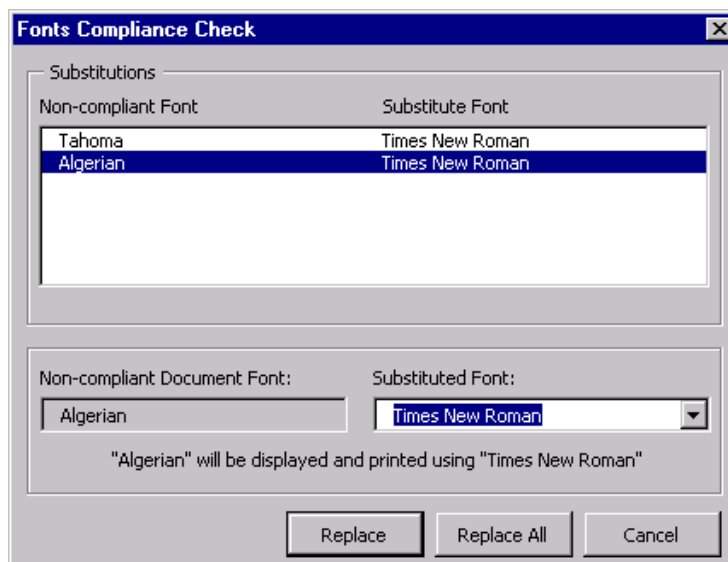 Fonts Compliance Check
Substitutions
Non-compliant Font Substitute Font
Tahoma Times New Roman
Algerian Times New Roman
Non-compliant Document Font: Substituted Font:
Algerian Times New Roman
"Algerian" will be displayed and printed using "Times New Roman"
Replace Replace All Cancel